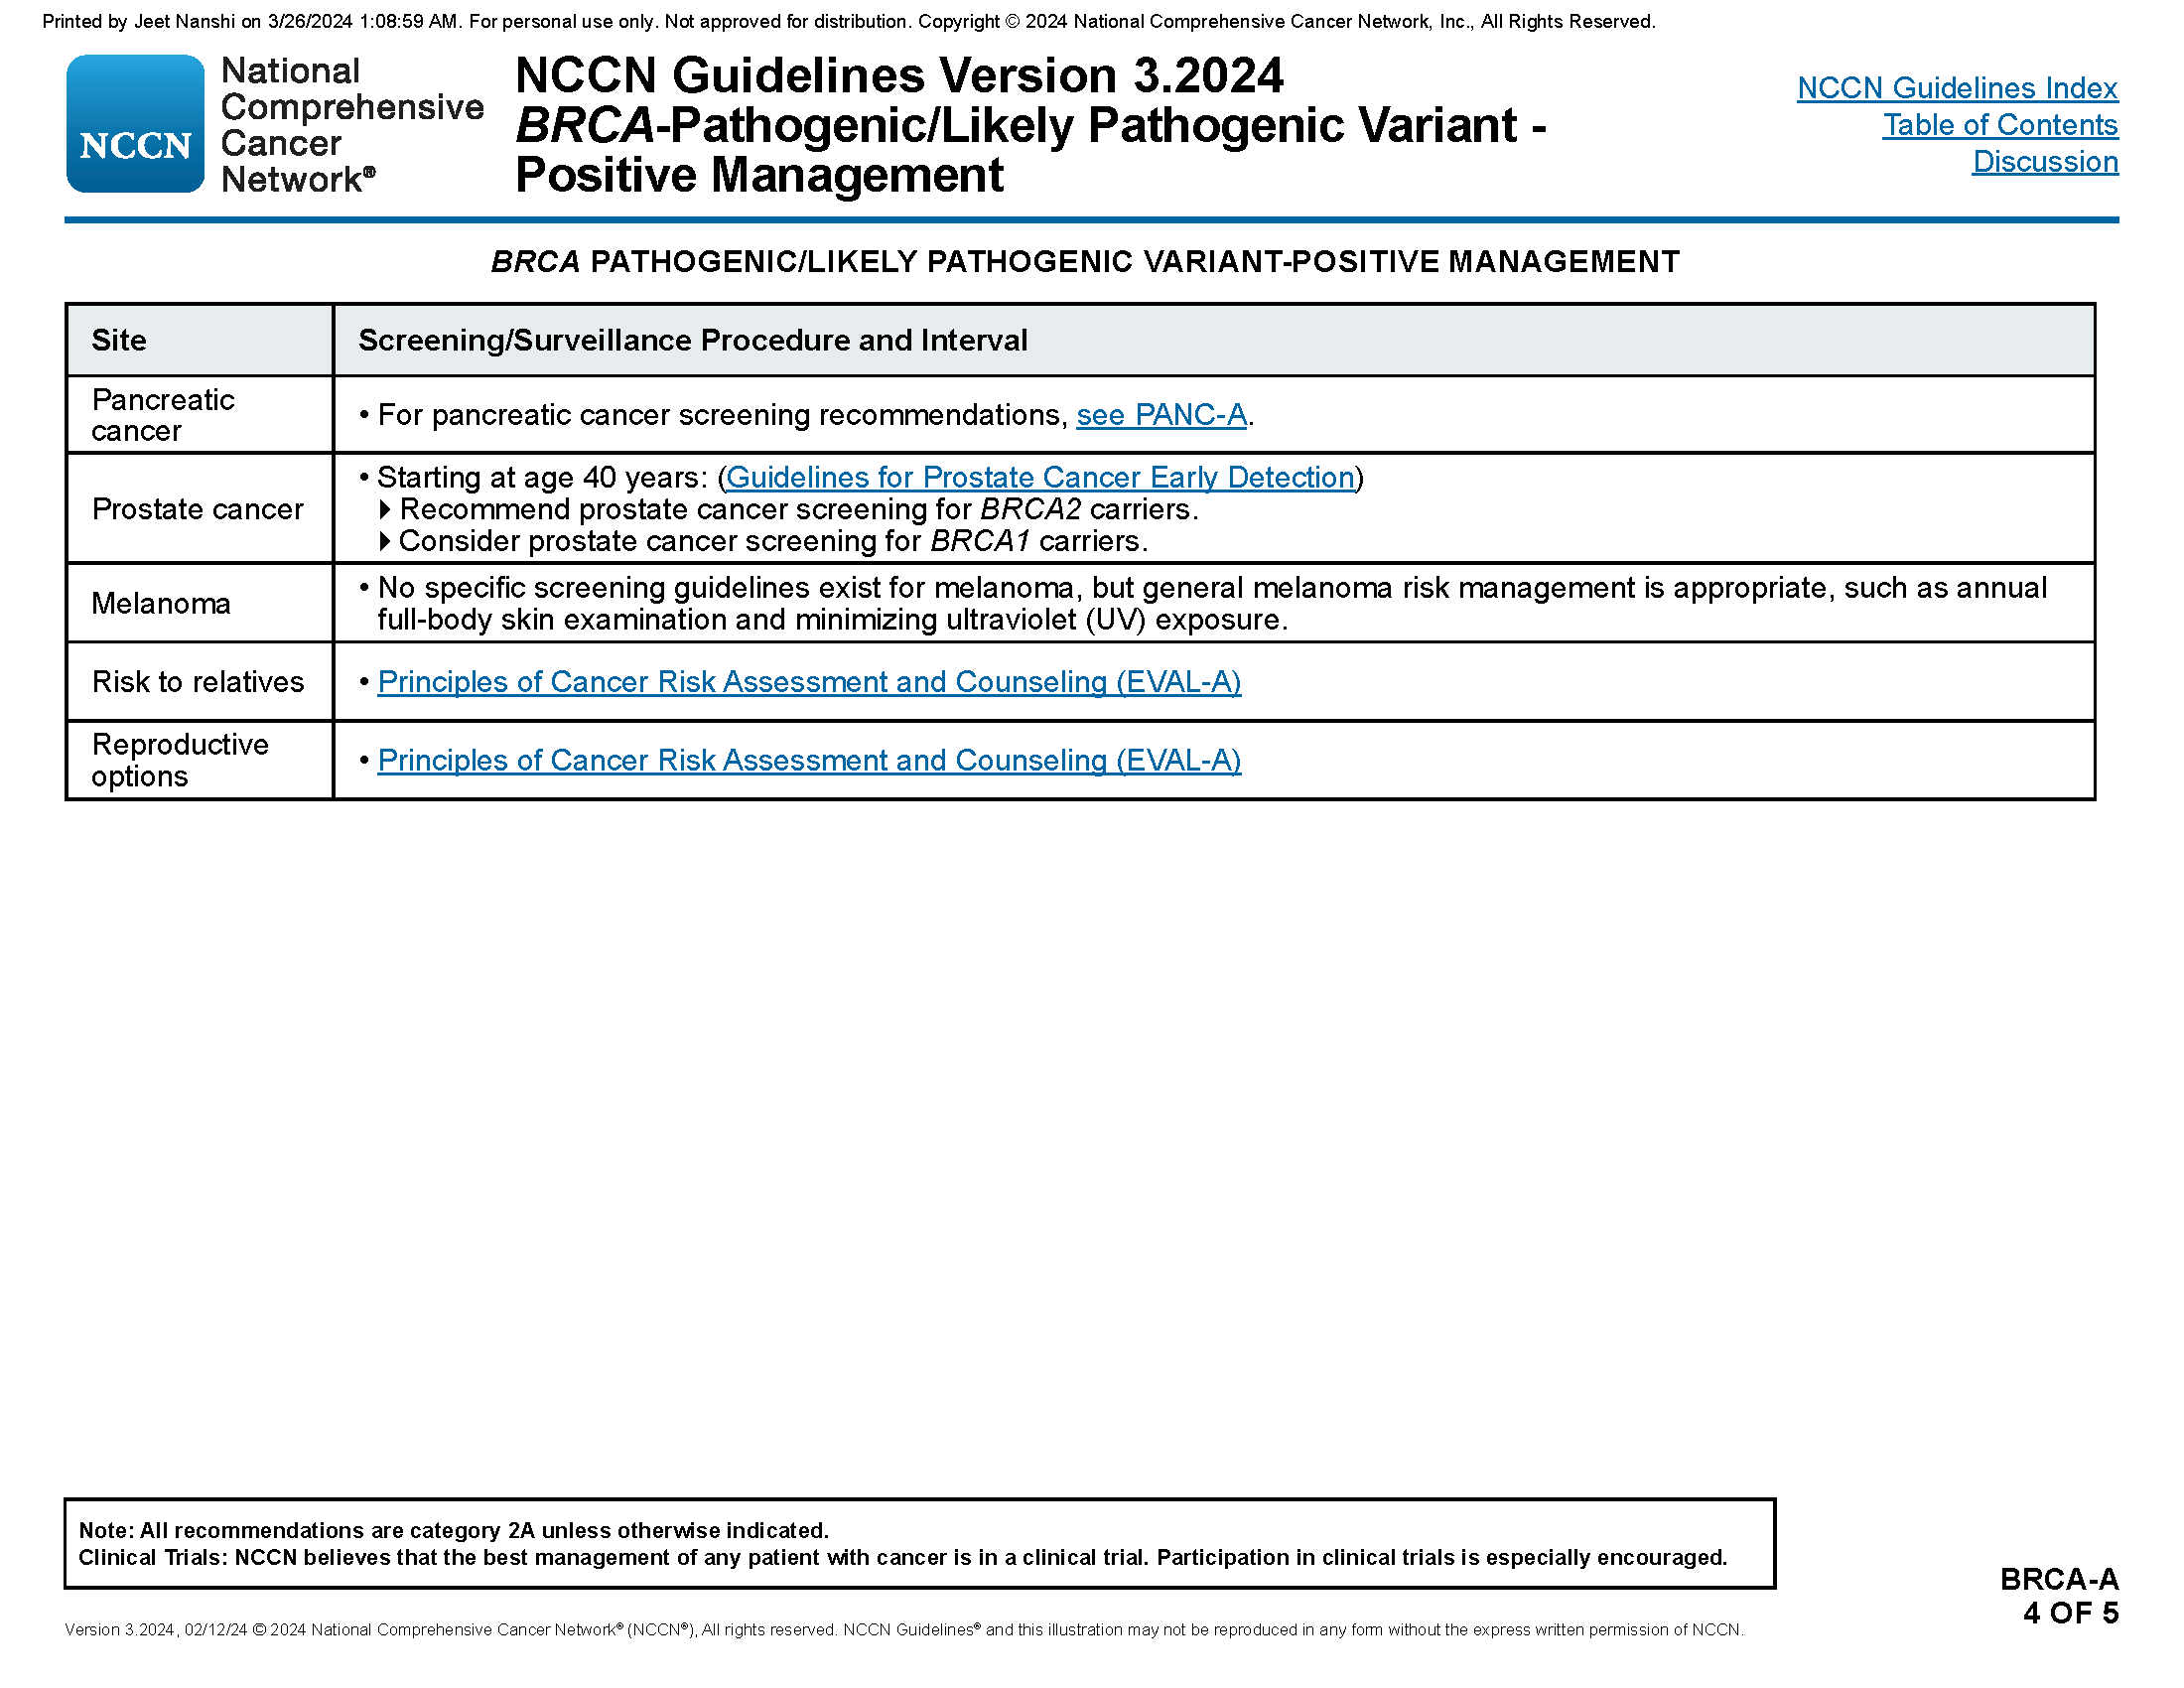 Printed by Jeet Nanshi on 3/26/2024 1:08:59 AM. For personal use only. Not approved for distribution. Copyright © 2024 National Comprehensive Cancer Network, Inc., All Rights Reserved.
NCCN
National
Comprehensive
Cancer
Network®
NCCN Guidelines Version 3.2024
BRCA-Pathogenic/Likely Pathogenic Variant -
Positive Management
NCCN Guidelines Index
Table of Contents
Discussion
BRCA PATHOGENIC/LIKELY PATHOGENIC VARIANT-POSITIVE MANAGEMENT
Site
Screening/Surveillance Procedure and Interval
Pancreatic
cancer
• For pancreatic cancer screening recommendations, see PANC-A.
Prostate cancer
• Starting at age 40 years: (Guidelines for Prostate Cancer Early Detection)
▶ Recommend prostate cancer screening for BRCA2 carriers.
▶ Consider prostate cancer screening for BRCA1 carriers.
Melanoma
• No specific screening guidelines exist for melanoma, but general melanoma risk management is appropriate, such as annual
full-body skin examination and minimizing ultraviolet (UV) exposure.
Risk to relatives
• Principles of Cancer Risk Assessment and Counseling (EVAL-A)
Reproductive
options
• Principles of Cancer Risk Assessment and Counseling (EVAL-A)
Note: All recommendations are category 2A unless otherwise indicated.
Clinical Trials: NCCN believes that the best management of any patient with cancer is in a clinical trial. Participation in clinical trials is especially encouraged.
BRCA-A
4 OF 5
Version 3.2024, 02/12/24 © 2024 National Comprehensive Cancer Network® (NCCN®), All rights reserved. NCCN Guidelines® and this illustration may not be reproduced in any form without the express written permission of NCCN.